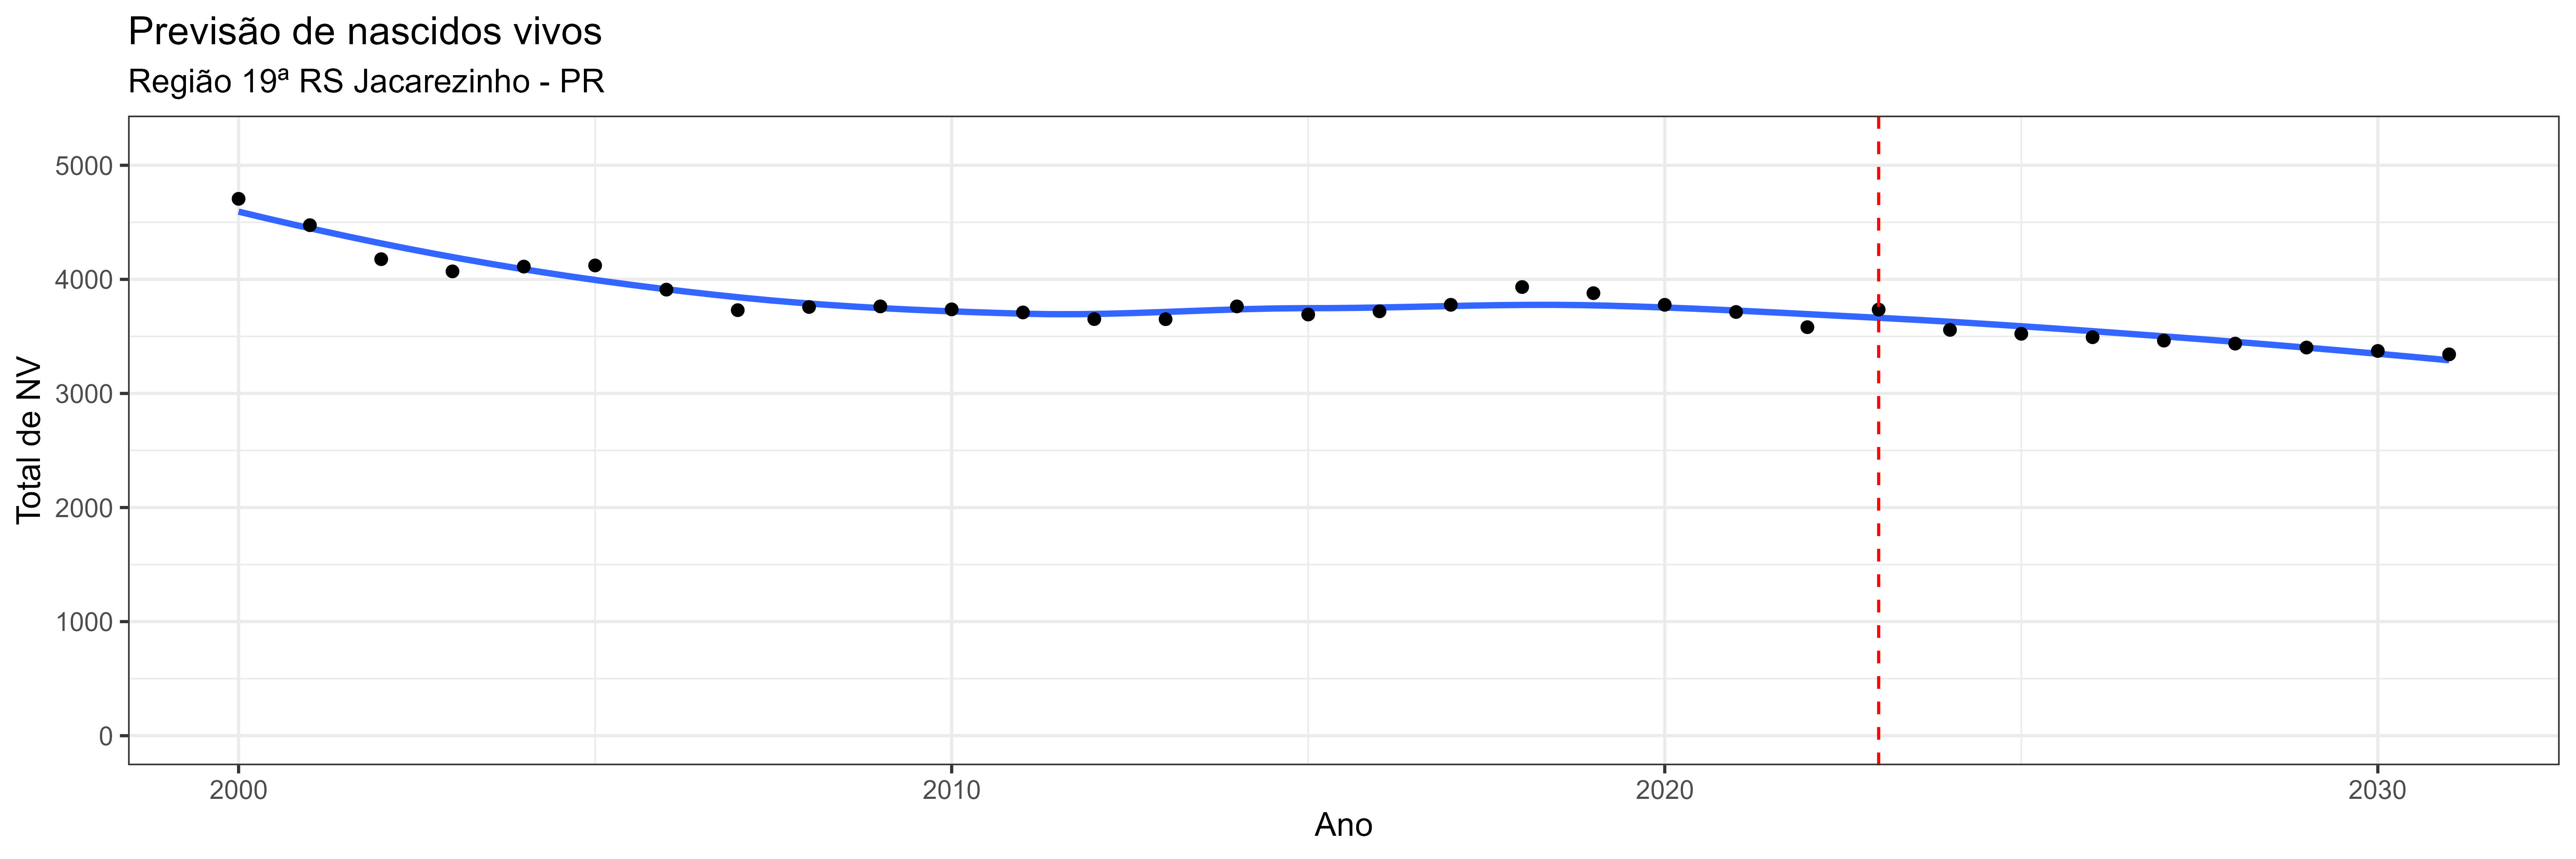 Previsão de nascidos vivos
Região 19ª RS Jacarezinho - PR
Total de NV
5000
4000
3000
2000
1000
0
2000
2010
2020
2030
Ano